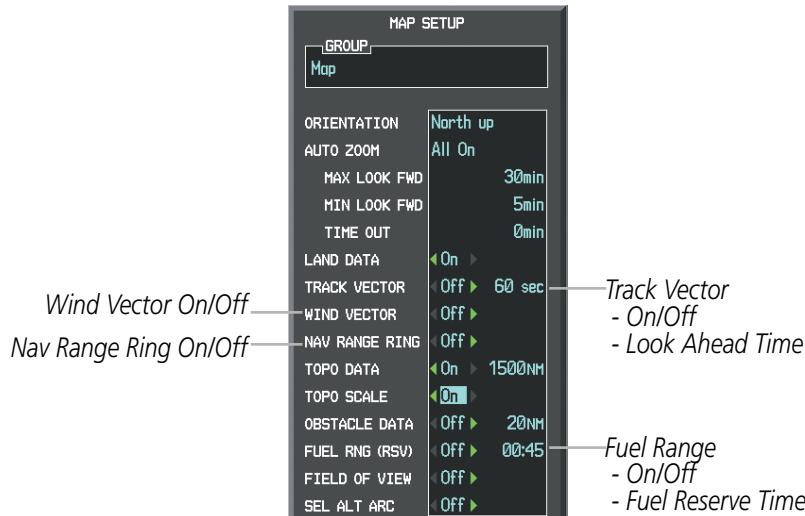 MAP SETUP
GROUP
Map
ORIENTATION North up
AUTO ZOOM All On
MAX LOOK FWD 30min
MIN LOOK FWD 5min
TIME OUT 0min
LAND DATA On
TRACK VECTOR Off 60 sec
WIND VECTOR Off
NAV RANGE RING Off
TOPO DATA On 1500NM
TOPO SCALE On
OBSTACLE DATA Off 20NM
FUEL RNG (RSV) Off 00:45
FIELD OF VIEW Off
SEL ALT ARC Off
Wind Vector On/Off
Nav Range Ring On/Off
Track Vector
- On/Off
- Look Ahead Time
Fuel Range
- On/Off
- Fuel Reserve Time